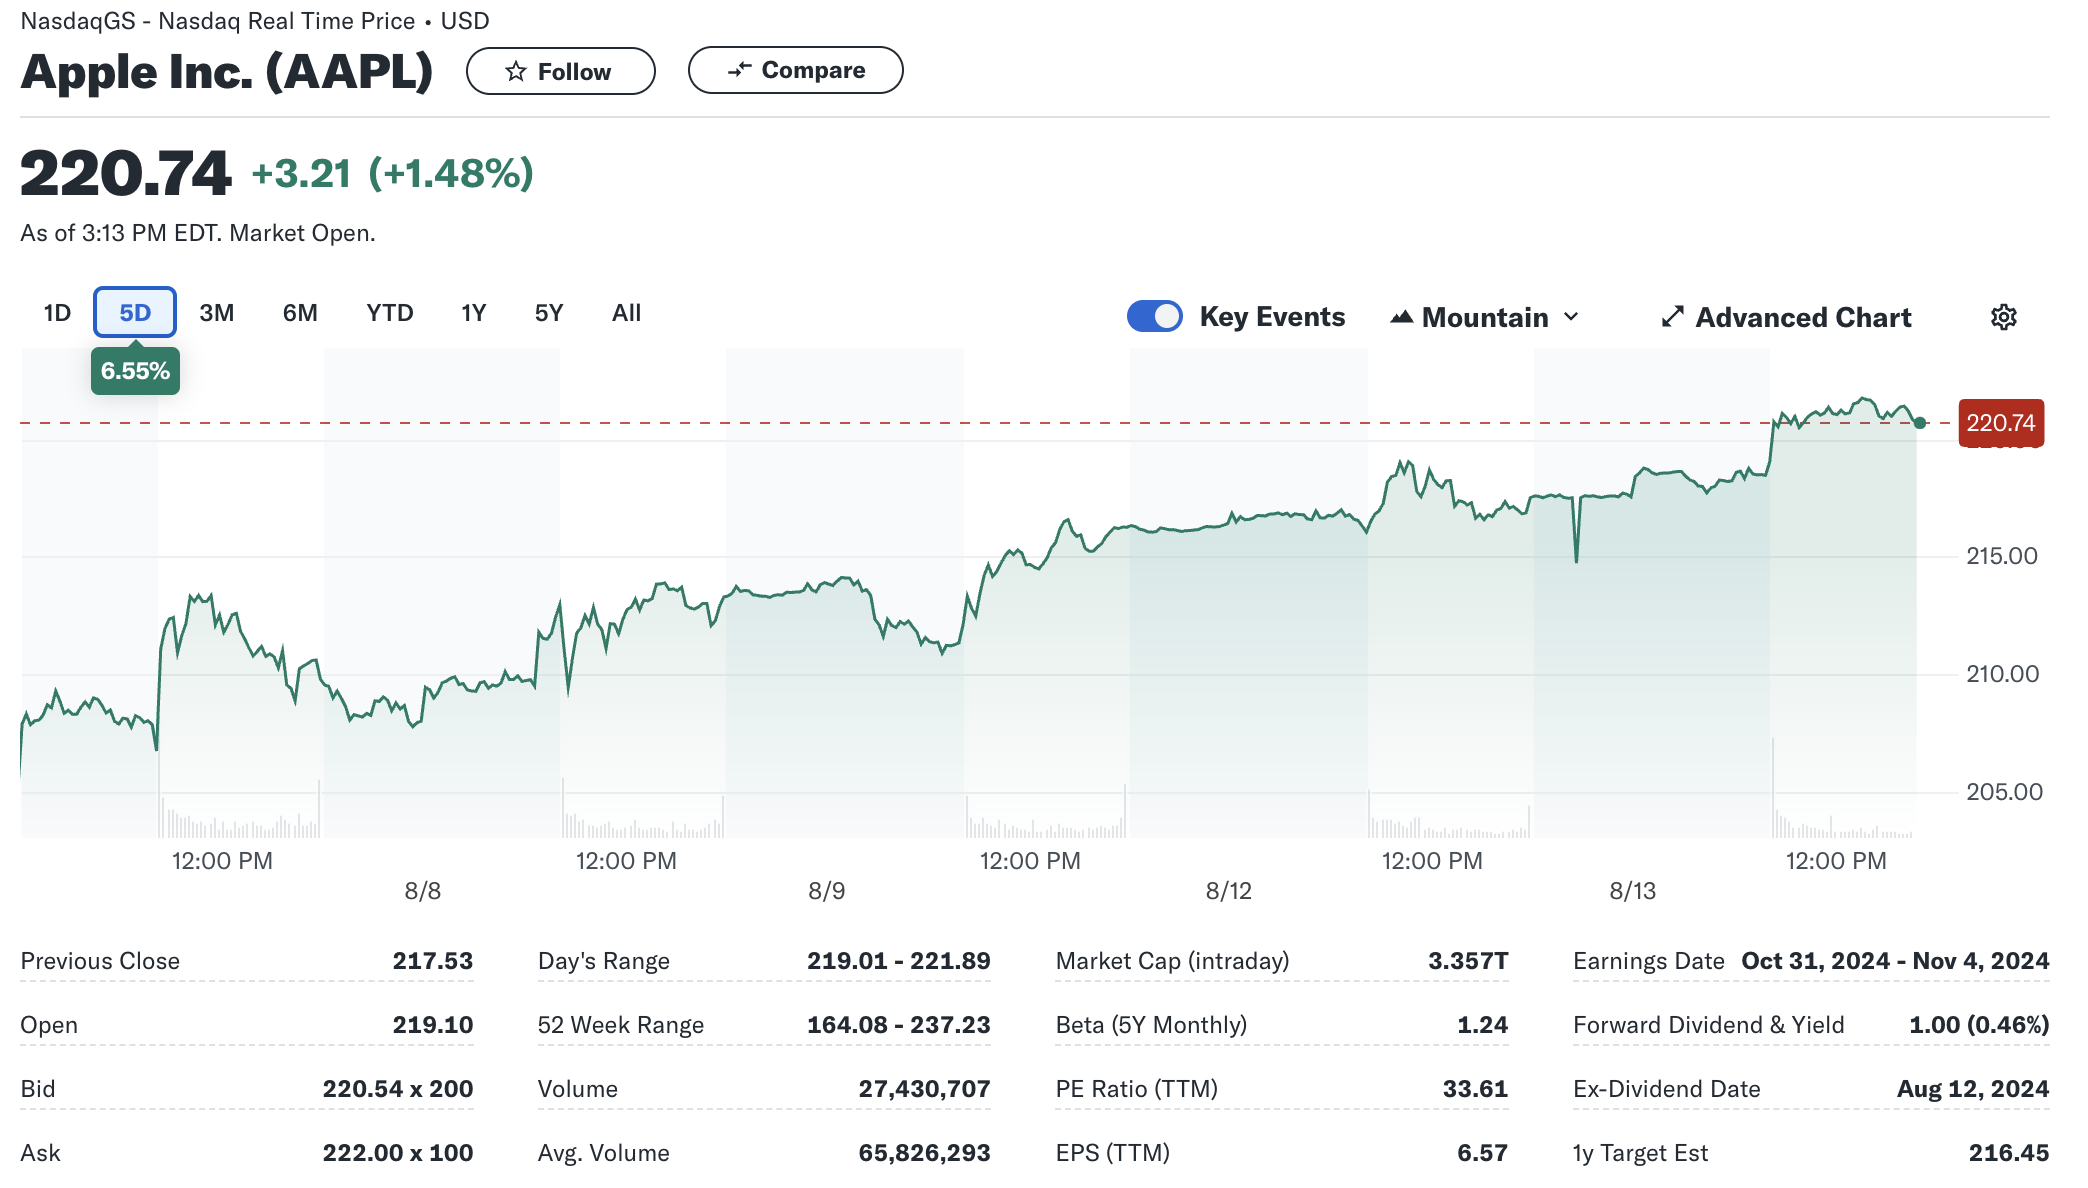 NasdaqGS - Nasdaq Real Time Price • USD
Apple Inc. (AAPL)
Follow
Compare
220.74 +3.21 (+1.48%)
As of 3:13 PM EDT. Market Open.
1D 5D 3M 6M YTD 1Y 5Y All
Key Events
Mountain
Advanced Chart
6.55%
220.74
215.00
210.00
205.00
12:00 PM 12:00 PM 12:00 PM 12:00 PM 12:00 PM
8/8 8/9 8/12 8/13
Previous Close 217.53
Open 219.10
Bid 220.54 x 200
Ask 222.00 x 100
Day's Range 219.01 - 221.89
52 Week Range 164.08 - 237.23
Volume 27,430,707
Avg. Volume 65,826,293
Market Cap (intraday) 3.357T
Beta (5Y Monthly) 1.24
PE Ratio (TTM) 33.61
EPS (TTM) 6.57
Earnings Date Oct 31, 2024 - Nov 4, 2024
Forward Dividend & Yield 1.00 (0.46%)
Ex-Dividend Date Aug 12, 2024
1y Target Est 216.45